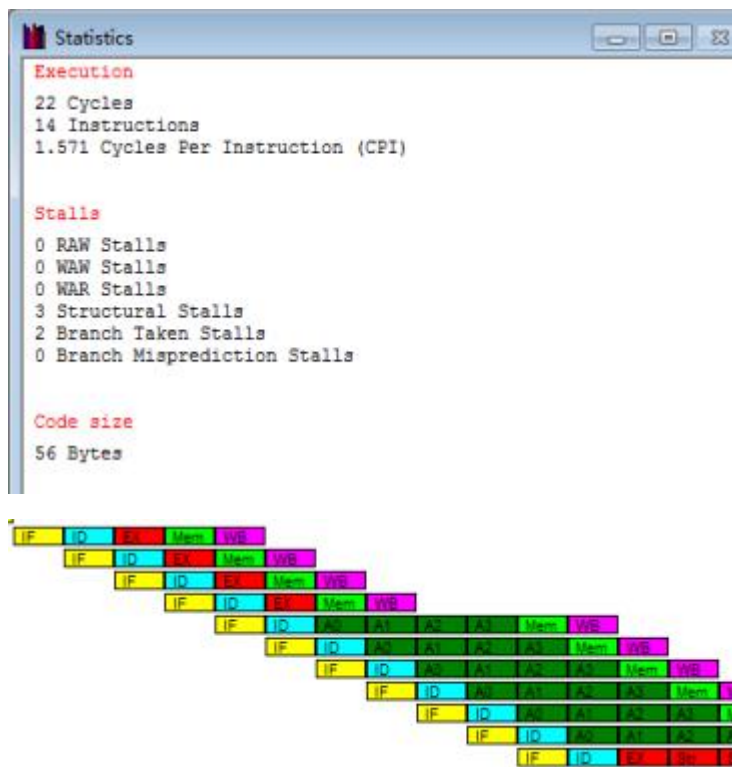 Statistics
Execution
22 Cycles
14 Instructions
1.571 Cycles Per Instruction (CPI)
Stalls
0 RAW Stalls
0 WAW Stalls
0 WAR Stalls
3 Structural Stalls
2 Branch Taken Stalls
0 Branch Misprediction Stalls
Code size
56 Bytes
IF ID EX Mem WB
IF ID EX Mem WB
IF ID EX Mem WB
IF ID EX Mem WB
IF ID A0 A1 A2 A3 Mem WB
IF ID A0 A1 A2 A3 Mem WB
IF ID A0 A1 A2 A3 Mem WB
IF ID A0 A1 A2 A3 Mem
IF ID A0 A1 A2 A3
IF ID A0 A1 A2
IF ID EX